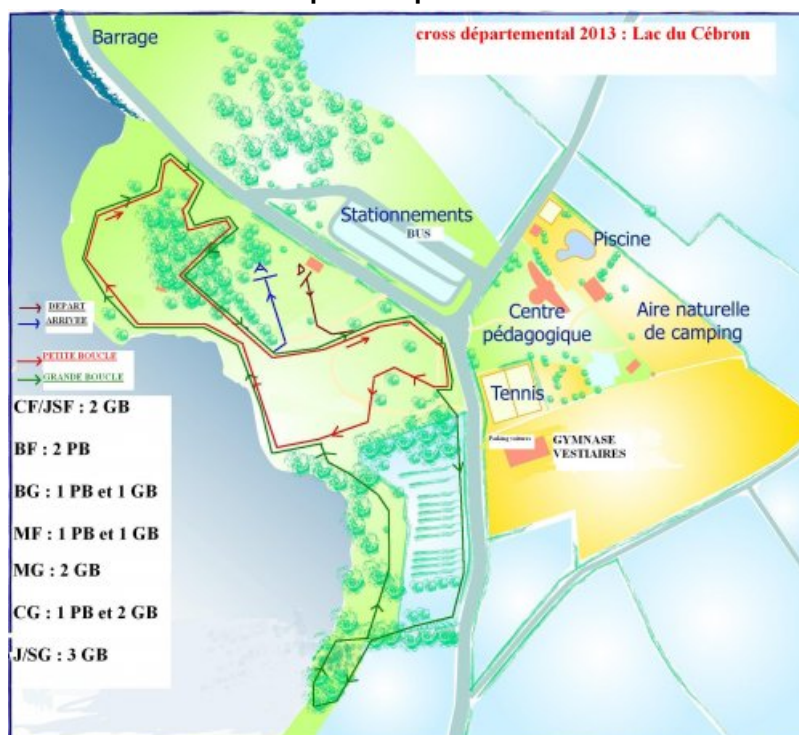 Barrage
cross départemental 2013 : Lac du Cébron
Stationnements
BUS
Piscine
A
D
Centre
pédagogique
Aire naturelle
de camping
DEPART
ARRIVEE
PETITE BOUCLE
GRANDE BOUCLE
Tennis
Parking voitures
GYMNASE
VESTIAIRES
CF/JSF : 2 GB
BF : 2 PB
BG : 1 PB et 1 GB
MF : 1 PB et 1 GB
MG : 2 GB
CG : 1 PB et 2 GB
J/SG : 3 GB